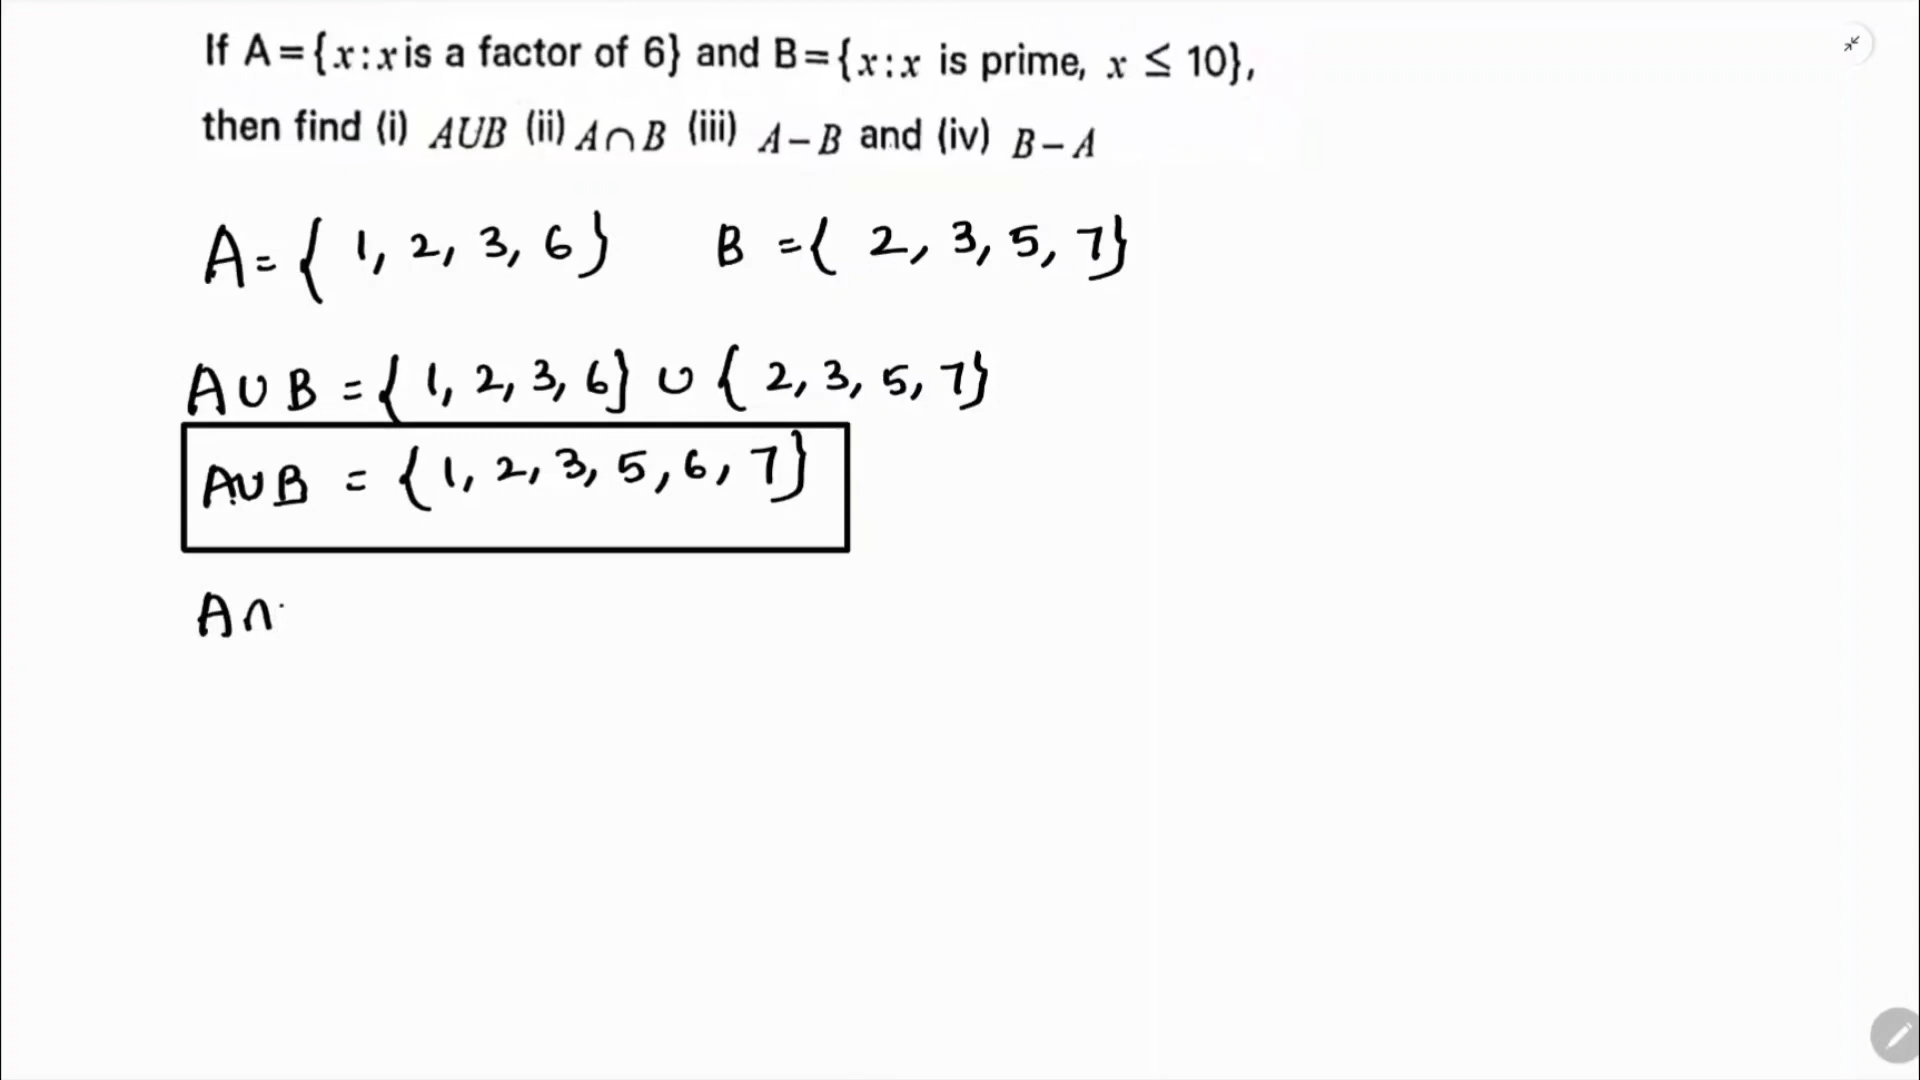 If A={x:x is a factor of 6} and B={x:x is prime, x ≤ 10},
then find (i) AUB (ii) A∩B (iii) A−B and (iv) B−A
A={ 1, 2, 3, 6} B ={ 2, 3, 5, 7}
A∪B ={ 1, 2, 3, 6} ∪ { 2, 3, 5, 7}
A∪B = {1, 2, 3, 5, 6, 7}
A∩